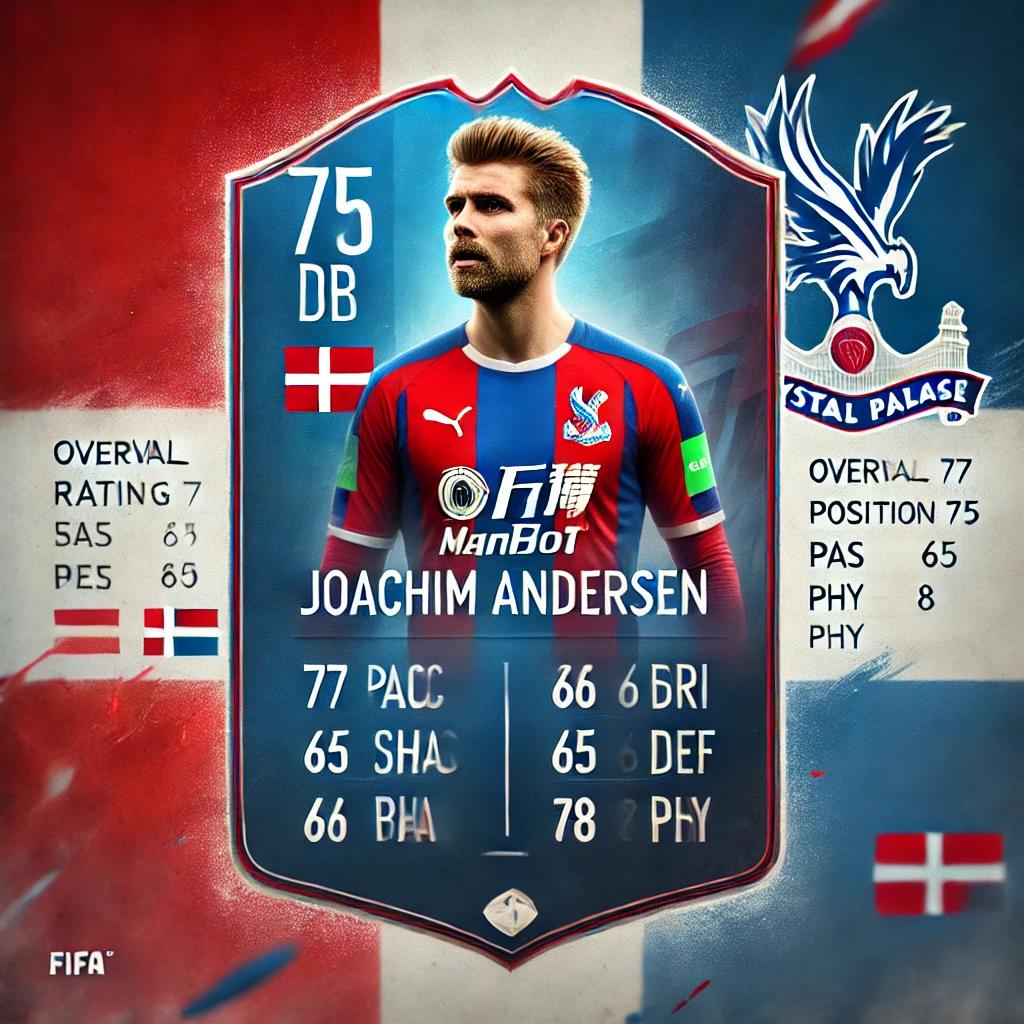 75
DB
OVERVAL
RATING 7
SAS 63
PES 65
STAL PALASE
OVERVAL 77
POSITION 75
PAS 65
PHY 8
PHY
ManBoT
JOACHIM ANDERSEN
77 PACC 66 6 BRI
65 SHA 65 DEF
66 BHA 78 PHY
FIFA